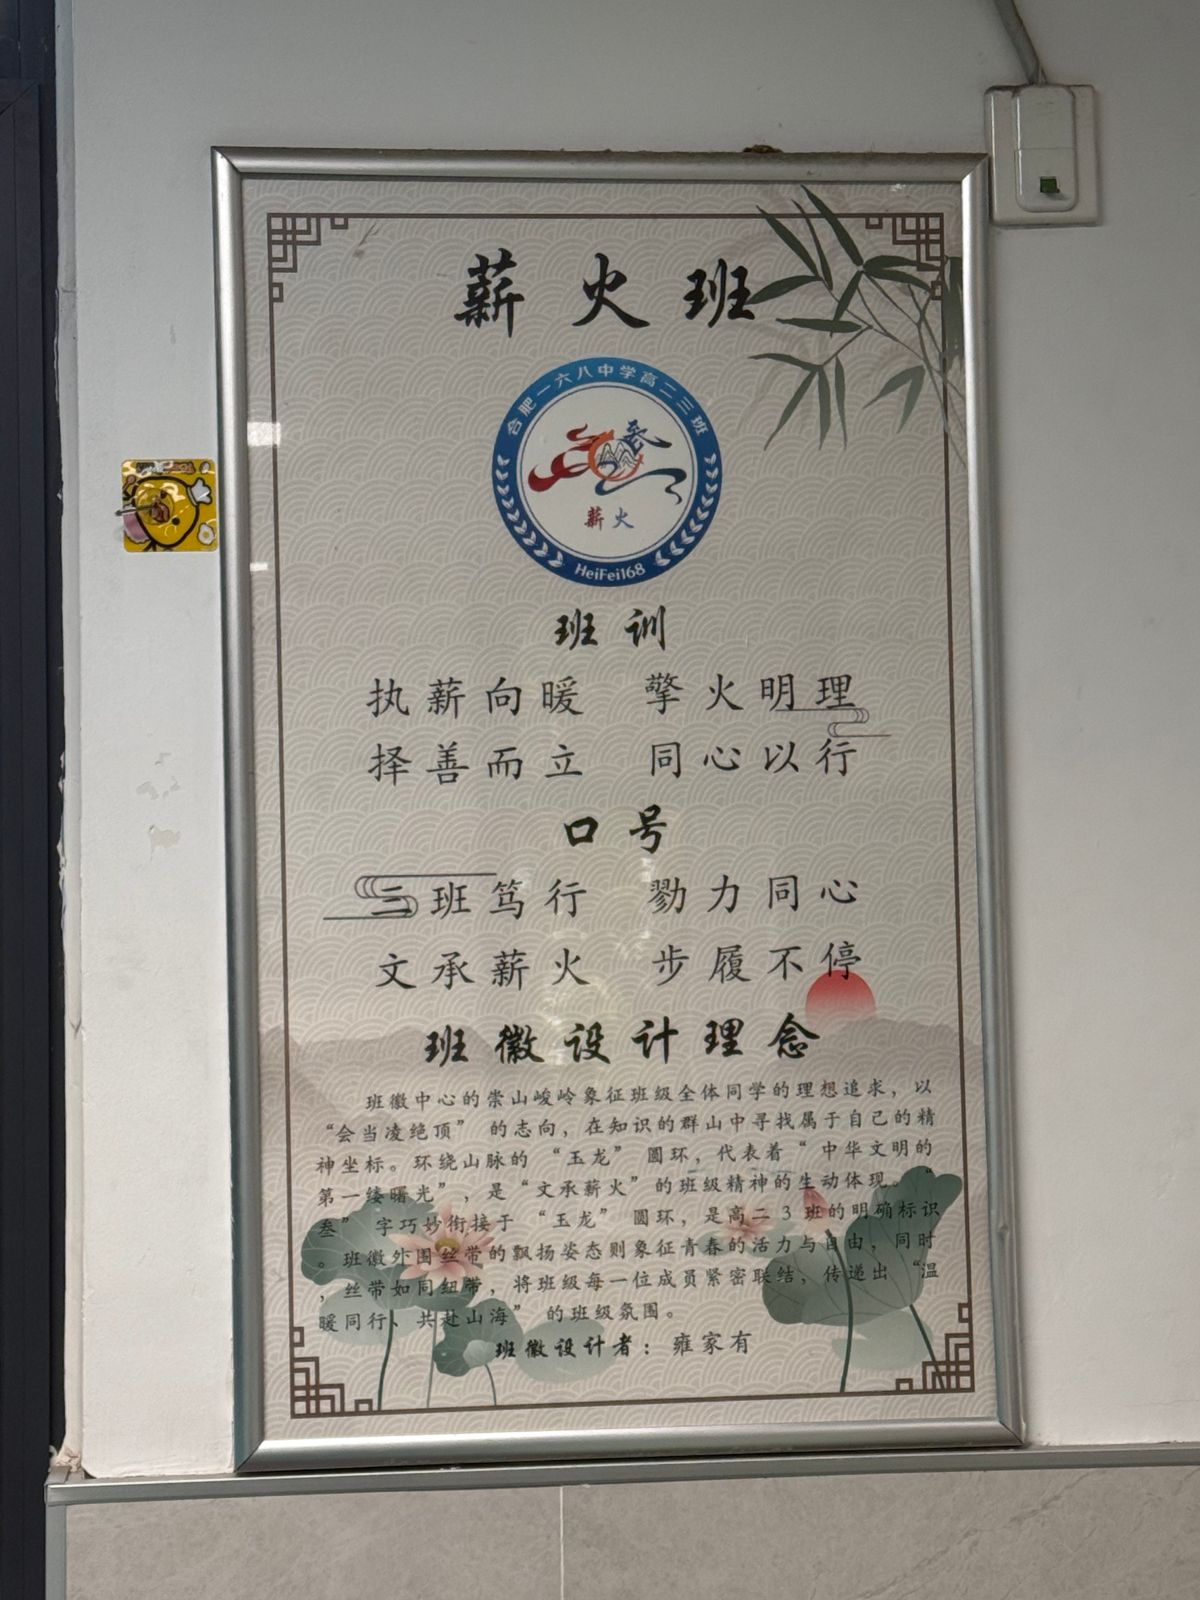 薪火班
合肥一六八中学高二三班
叁
薪火
HeiFei168
班训
执薪向暖 擎火明理
择善而立 同心以行
口号
三班笃行 勠力同心
文承薪火 步履不停
班徽设计理念
班徽中心的崇山峻岭象征班级全体同学的理想追求，以
“会当凌绝顶” 的志向，在知识的群山中寻找属于自己的精
神坐标。环绕山脉的 “玉龙” 圆环，代表着“ 中华文明的
第一缕曙光”，是“文承薪火”的班级精神的生动体现。“
叁” 字巧妙衔接于 “玉龙” 圆环，是高二3班的明确标识
。班徽外围丝带的飘扬姿态则象征青春的活力与自由，同时
，丝带如同纽带，将班级每一位成员紧密联结，传递出 “温
暖同行、共赴山海” 的班级氛围。
班徽设计者：雍家有